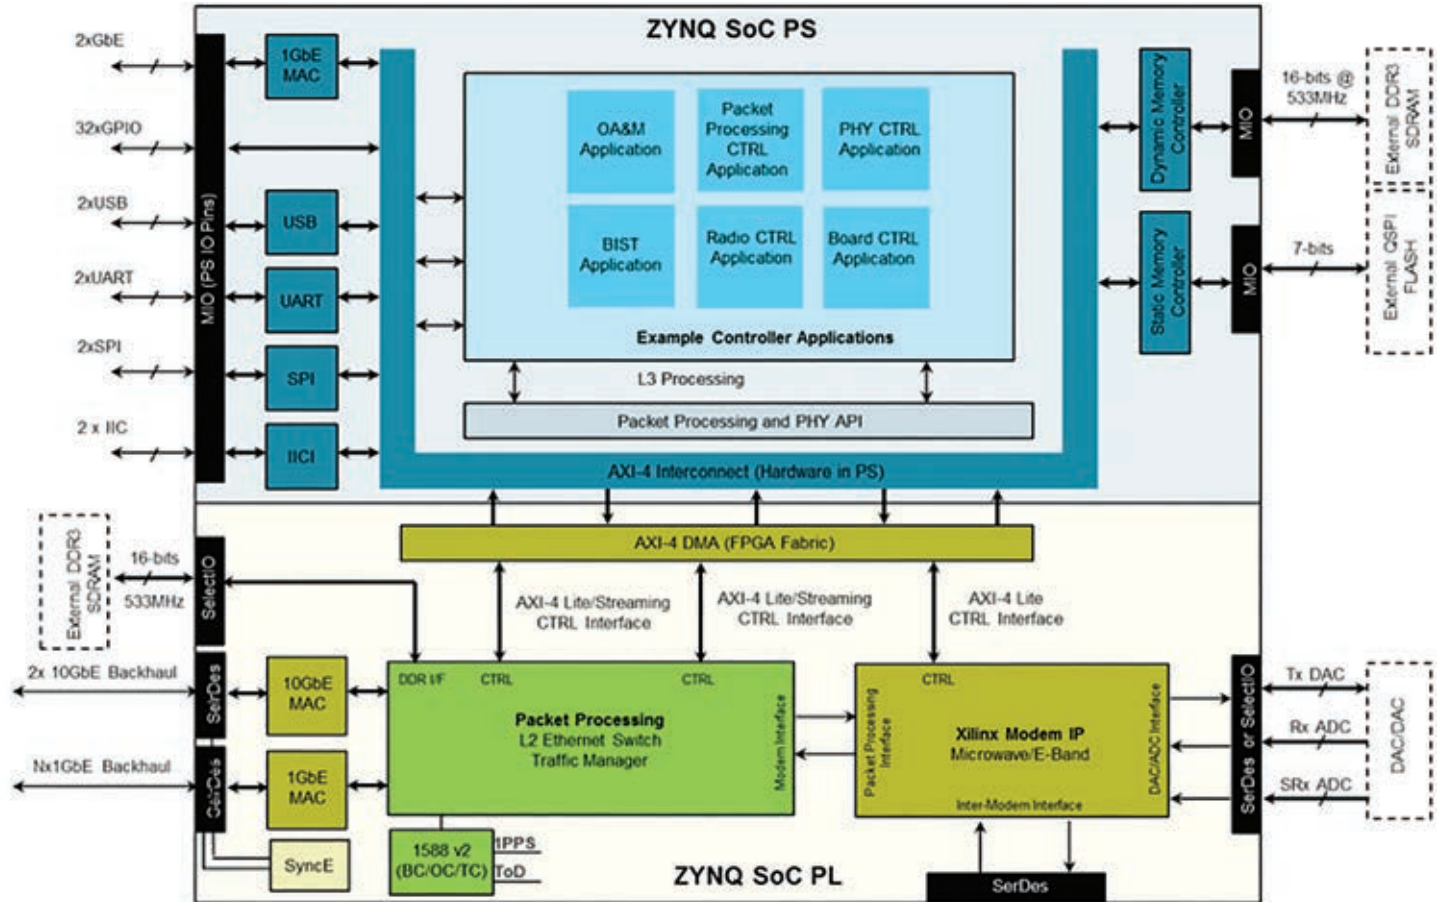 ZYNQ SoC PS
2xGbE
32xGPIO
2xUSB
2xUART
2xSPI
2 x IIC
MIO (PS IO Pins)
1GbE
MAC
USB
UART
SPI
IICI
OA&M
Application
Packet
Processing
CTRL
Application
PHY CTRL
Application
BIST
Application
Radio CTRL
Application
Board CTRL
Application
Example Controller Applications
L3 Processing
Packet Processing and PHY API
AXI-4 Interconnect (Hardware in PS)
Dynamic Memory
Controller
Static Memory
Controller
MIO
MIO
16-bits @
533MHz
7-bits
External DDR3
SDRAM
External QSPI
FLASH
AXI-4 DMA (FPGA Fabric)
External DDR3
SDRAM
16-bits
533MHz
SelectIO
AXI-4 Lite/Streaming
CTRL Interface
AXI-4 Lite/Streaming
CTRL Interface
AXI-4 Lite
CTRL Interface
2x 10GbE Backhaul
Nx1GbE Backhaul
SeirDes
10GbE
MAC
1GbE
MAC
SyncE
DDR I/F
CTRL
CTRL
Packet Processing
L2 Ethernet Switch
Traffic Manager
Modem Interface
1588 v2
(BC/OC/TC)
1PPS
ToD
CTRL
Packet Processing
Interface
Xilinx Modem IP
Microwave/E-Band
DAC/ADC Interface
Inter-Modem Interface
SerDes or SelectIO
Tx DAC
Rx ADC
SRx ADC
DAC/DAC
SerDes
ZYNQ SoC PL